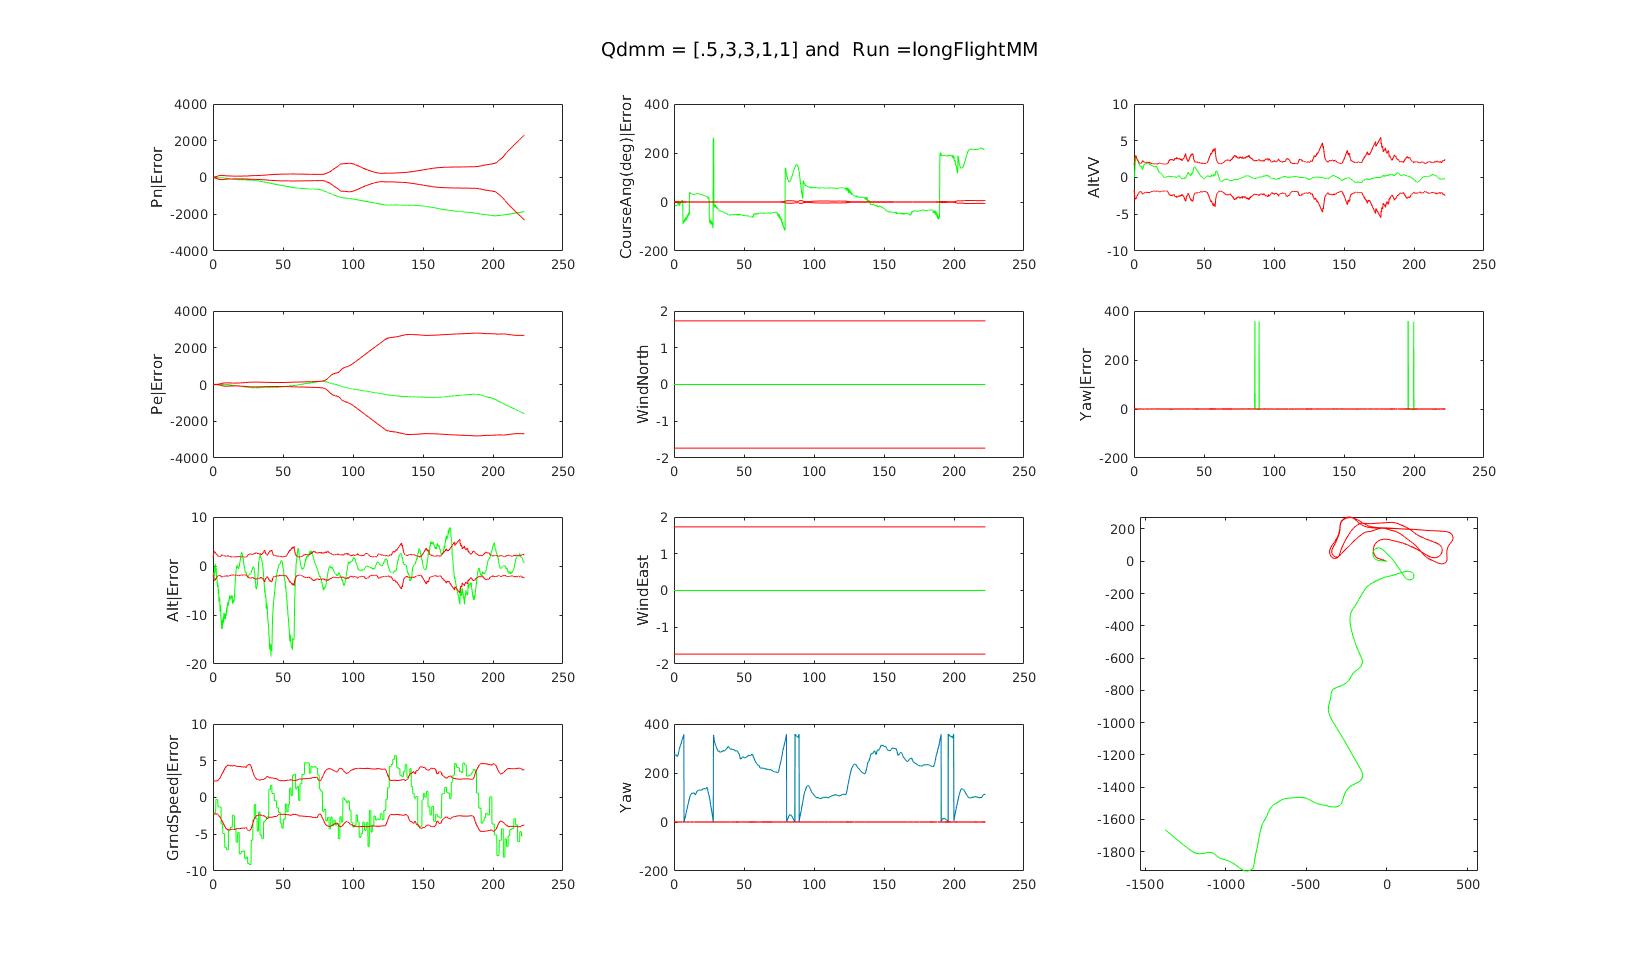 Qdmm = [.5,3,3,1,1] and  Run =longFlightMM
Pn|Error
4000
2000
0
-2000
-4000
0 50 100 150 200 250
CourseAng(deg)|Error
400
200
0
-200
0 50 100 150 200 250
AltVV
10
5
0
-5
-10
0 50 100 150 200 250
Pe|Error
4000
2000
0
-2000
-4000
0 50 100 150 200 250
WindNorth
2
1
0
-1
-2
0 50 100 150 200 250
Yaw|Error
400
200
0
-200
0 50 100 150 200 250
Alt|Error
10
0
-10
-20
0 50 100 150 200 250
WindEast
2
1
0
-1
-2
0 50 100 150 200 250
200
0
-200
-400
-600
-800
-1000
-1200
-1400
-1600
-1800
-1500 -1000 -500 0 500
GrndSpeed|Error
10
5
0
-5
-10
0 50 100 150 200 250
Yaw
400
200
0
-200
0 50 100 150 200 250